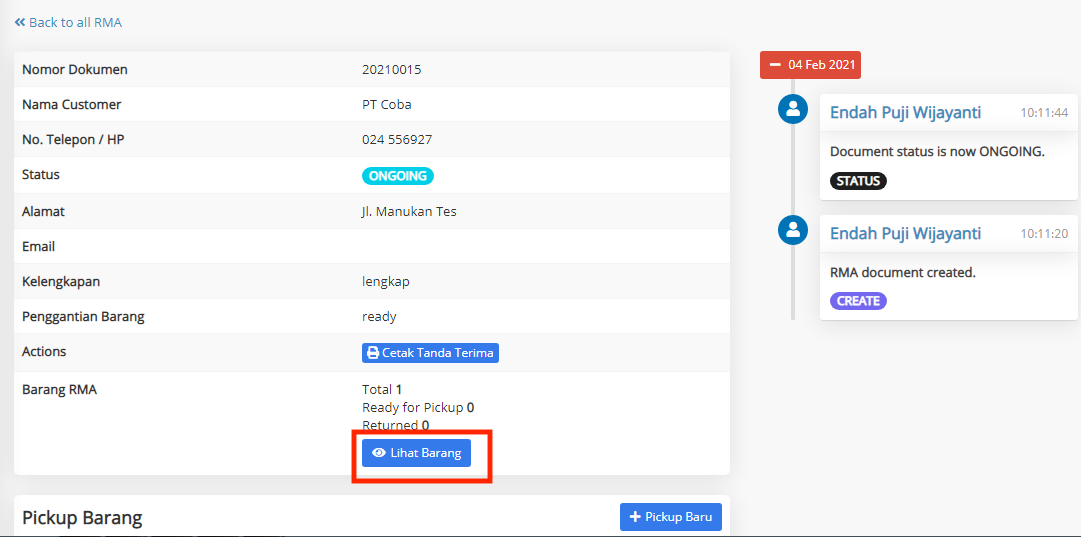 Back to all RMA
Nomor Dokumen 20210015
Nama Customer PT Coba
No. Telepon / HP 024 556927
Status ONGOING
Alamat Jl. Manukan Tes
Email
Kelengkapan lengkap
Penggantian Barang ready
Actions Cetak Tanda Terima
Barang RMA Total 1
Ready for Pickup 0
Returned 0
Lihat Barang
Pickup Barang + Pickup Baru
04 Feb 2021
Endah Puji Wijayanti 10:11:44
Document status is now ONGOING.
STATUS
Endah Puji Wijayanti 10:11:20
RMA document created.
CREATE